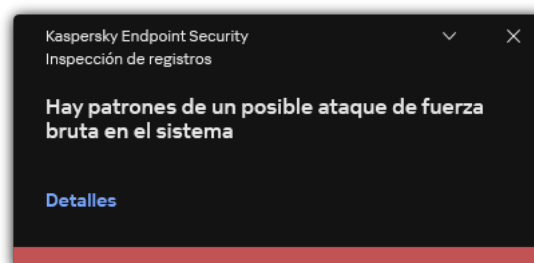 Kaspersky Endpoint Security
Inspección de registros
Hay patrones de un posible ataque de fuerza
bruta en el sistema
Detalles